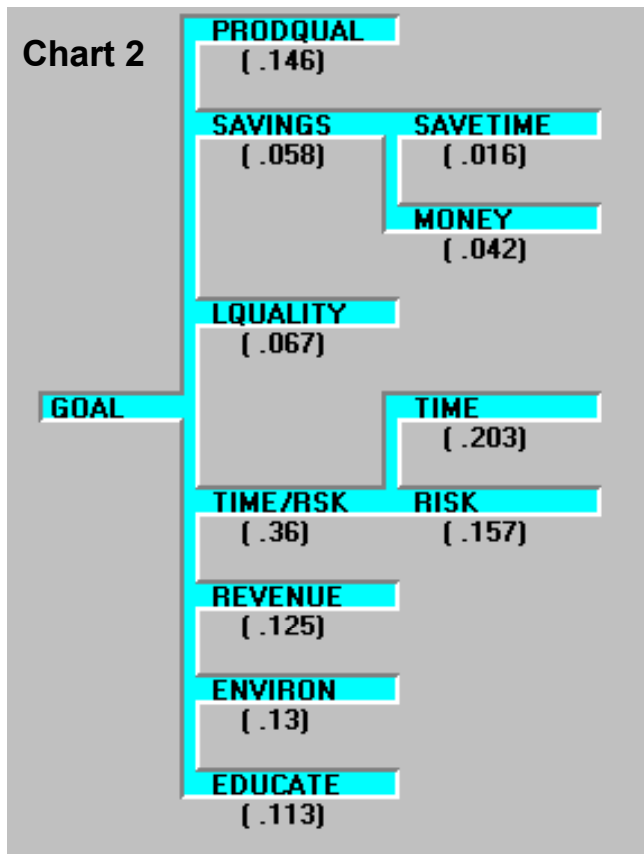 Chart 2
PRODQUAL
( .146)
SAVINGS SAVETIME
( .058) ( .016)
MONEY
( .042)
LQUALITY
( .067)
GOAL TIME
( .203)
TIME/RSK RISK
( .36) ( .157)
REVENUE
( .125)
ENVIRON
( .13)
EDUCATE
( .113)